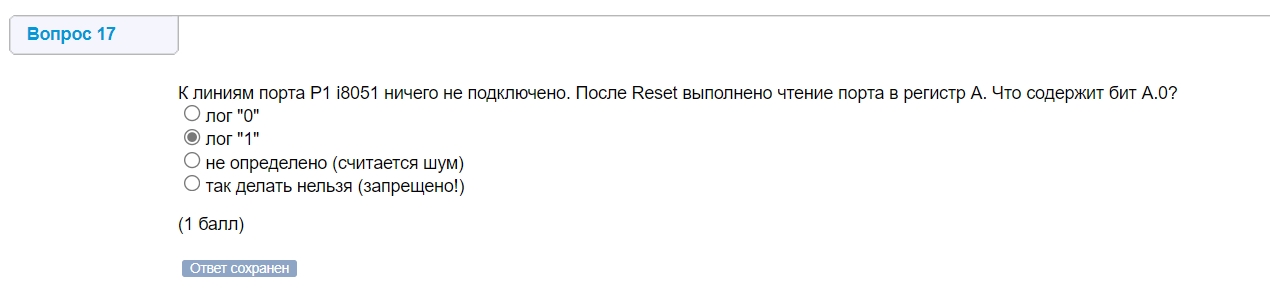 Вопрос 17
К линиям порта P1 i8051 ничего не подключено. После Reset выполнено чтение порта в регистр A. Что содержит бит A.0?
лог "0"
лог "1"
не определено (считается шум)
так делать нельзя (запрещено!)
(1 балл)
Ответ сохранен